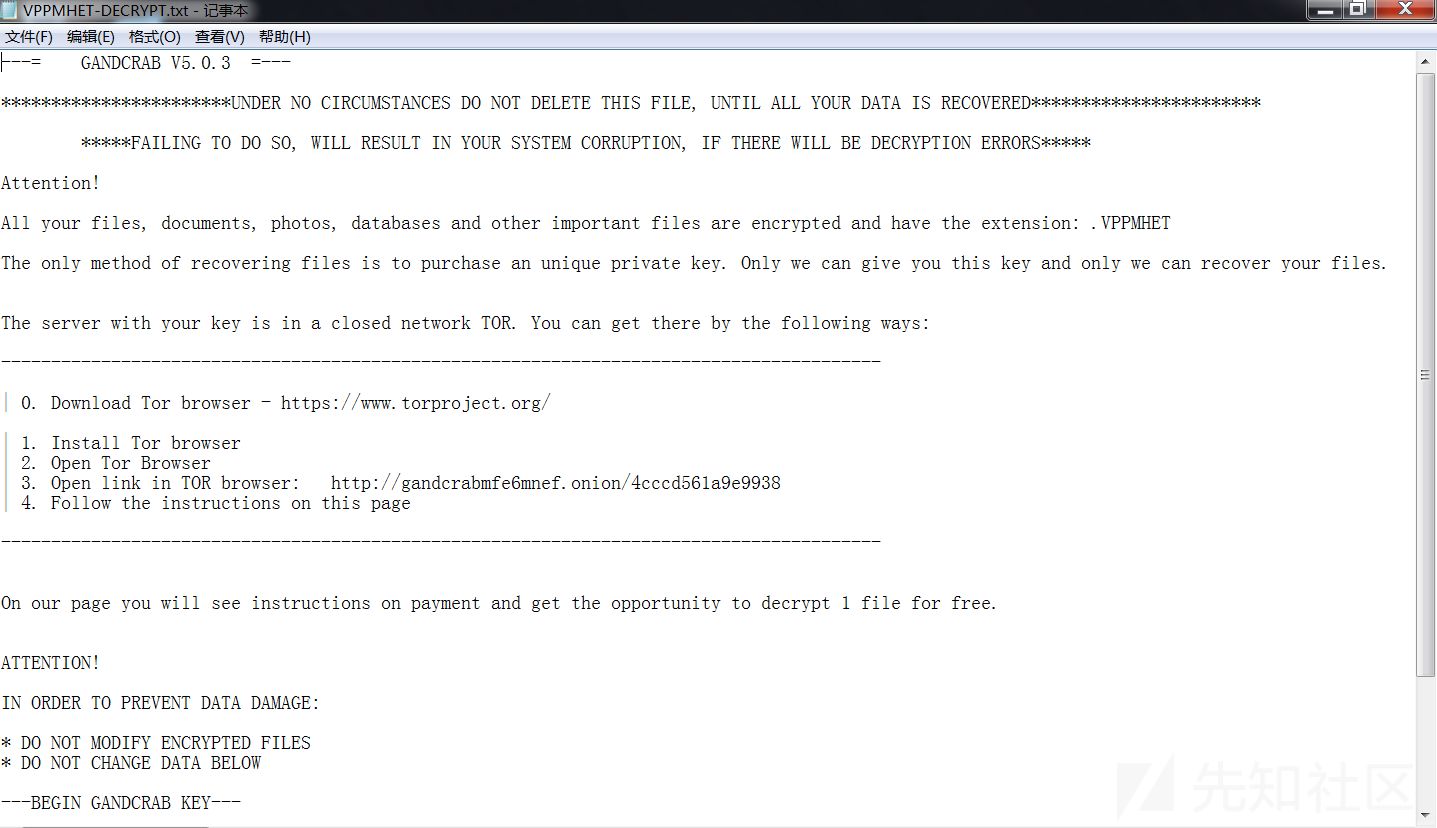 VPPMHET-DECRYPT.txt - 记事本
文件(F) 编辑(E) 格式(O) 查看(V) 帮助(H)
---= GANDCRAB V5.0.3 =---
***********************UNDER NO CIRCUMSTANCES DO NOT DELETE THIS FILE, UNTIL ALL YOUR DATA IS RECOVERED***********************
*****FAILING TO DO SO, WILL RESULT IN YOUR SYSTEM CORRUPTION, IF THERE WILL BE DECRYPTION ERRORS*****
Attention!
All your files, documents, photos, databases and other important files are encrypted and have the extension: .VPPMHET
The only method of recovering files is to purchase an unique private key. Only we can give you this key and only we can recover your files.
The server with your key is in a closed network TOR. You can get there by the following ways:
----------------------------------------------------------------------------------------
| 0. Download Tor browser - https://www.torproject.org/
| 1. Install Tor browser
| 2. Open Tor Browser
| 3. Open link in TOR browser: http://gandcrabmfe6mnef.onion/4cccd561a9e9938
| 4. Follow the instructions on this page
----------------------------------------------------------------------------------------
On our page you will see instructions on payment and get the opportunity to decrypt 1 file for free.
ATTENTION!
IN ORDER TO PREVENT DATA DAMAGE:
* DO NOT MODIFY ENCRYPTED FILES
* DO NOT CHANGE DATA BELOW
---BEGIN GANDCRAB KEY---
先知社区